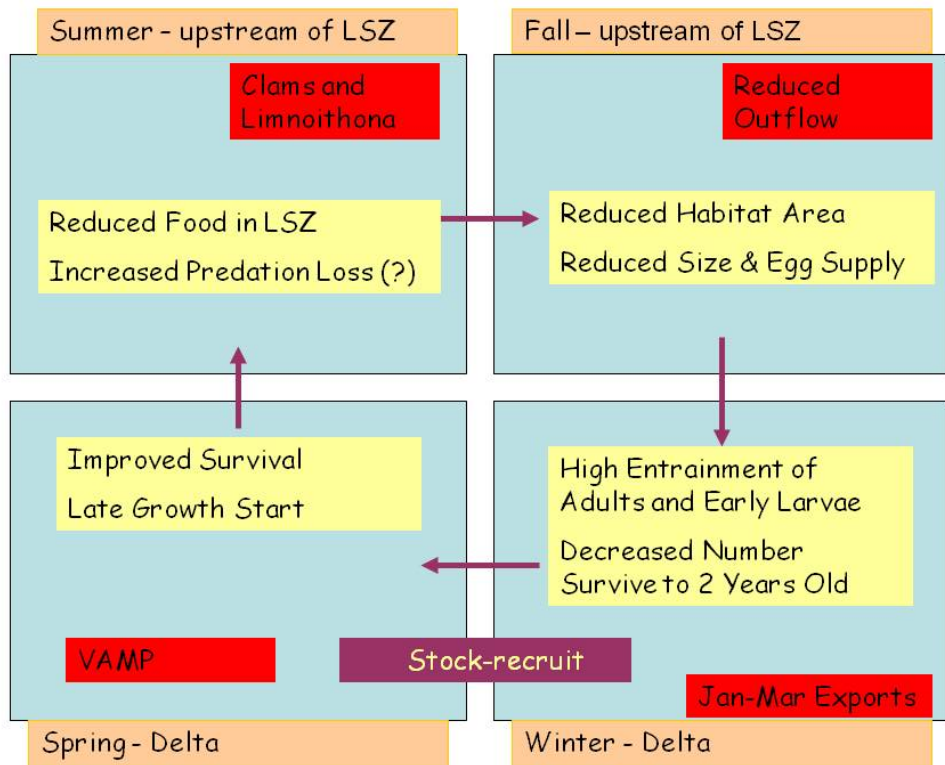 Summer – upstream of LSZ
Clams and
Limnoithona
Reduced Food in LSZ
Increased Predation Loss (?)
Fall – upstream of LSZ
Reduced
Outflow
Reduced Habitat Area
Reduced Size & Egg Supply
Improved Survival
Late Growth Start
VAMP
Spring - Delta
High Entrainment of
Adults and Early Larvae
Decreased Number
Survive to 2 Years Old
Stock-recruit
Jan-Mar Exports
Winter - Delta